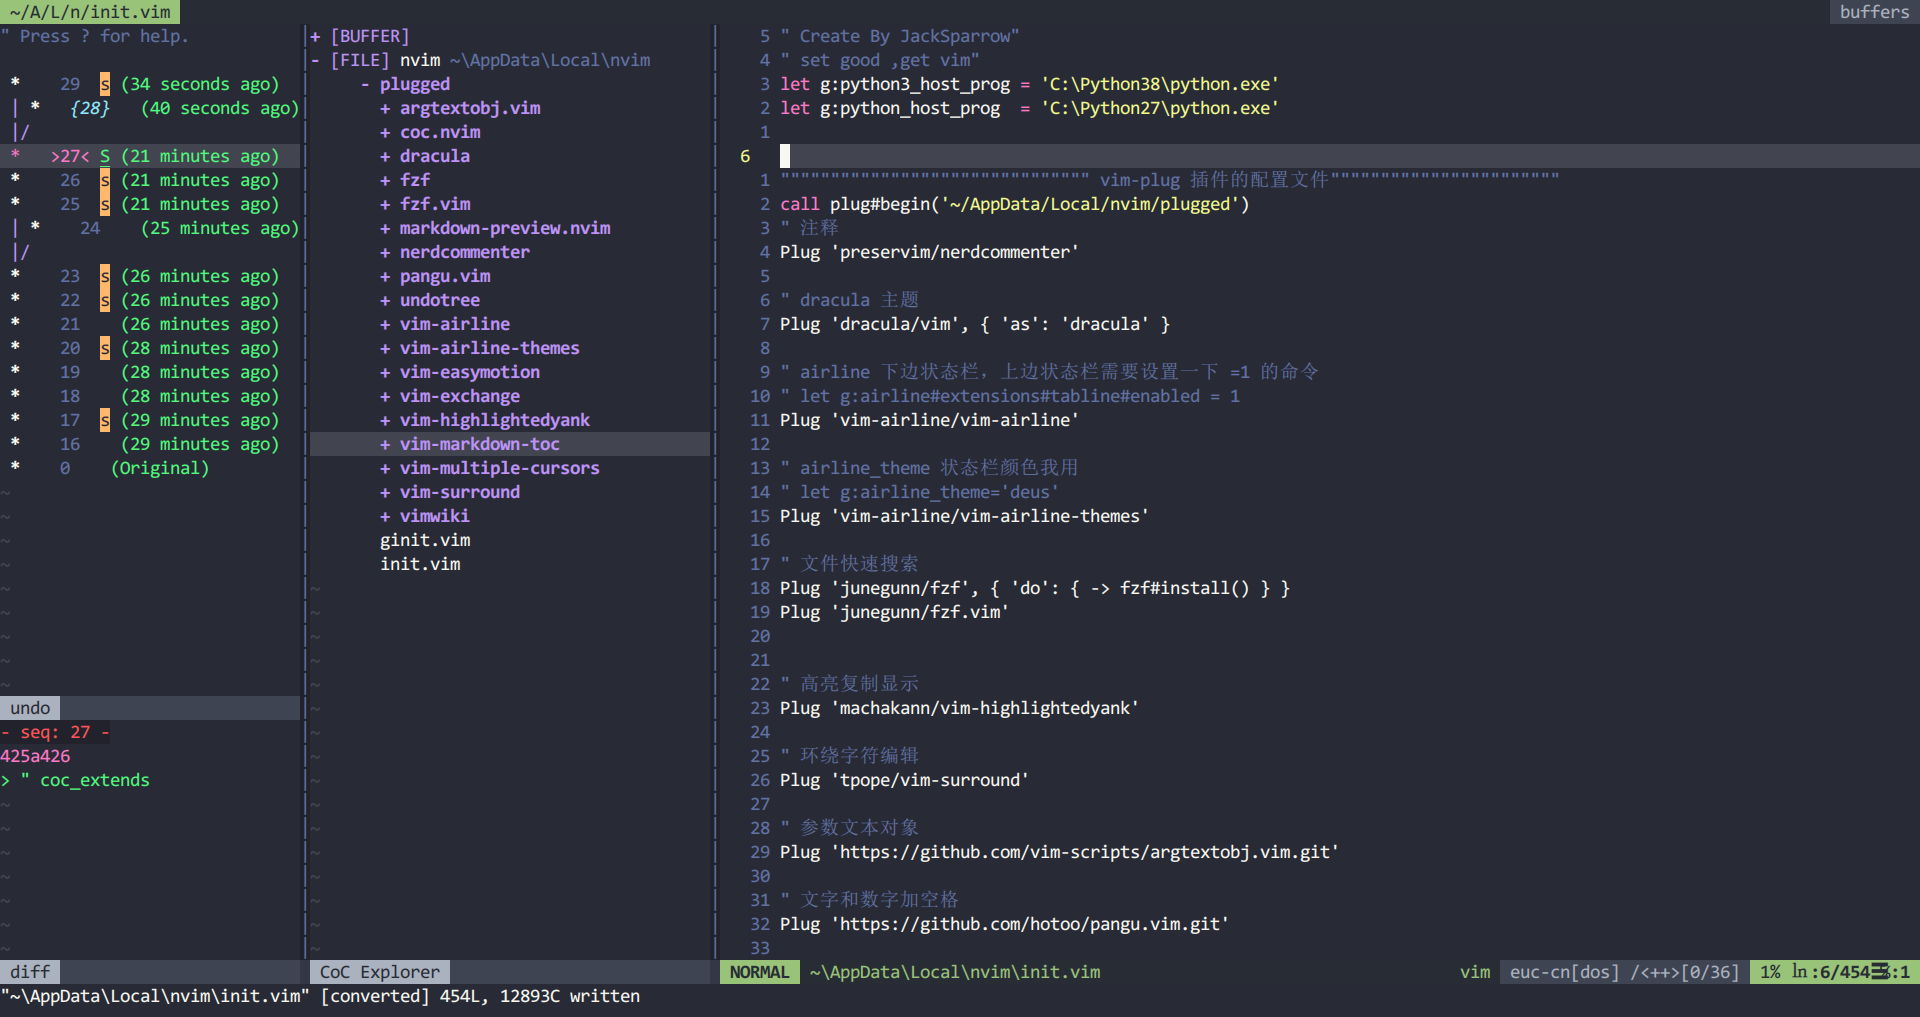 ~/A/L/n/init.vim
buffers
" Press ? for help.
*    29  s (34 seconds ago)
| *   {28}   (40 seconds ago)
|/
*   >27< S (21 minutes ago)
*    26  s (21 minutes ago)
*    25  s (21 minutes ago)
| *    24    (25 minutes ago)
|/
*    23  s (26 minutes ago)
*    22  s (26 minutes ago)
*    21    (26 minutes ago)
*    20  s (28 minutes ago)
*    19    (28 minutes ago)
*    18    (28 minutes ago)
*    17  s (29 minutes ago)
*    16    (29 minutes ago)
*    0    (Original)
undo
- seq: 27 -
425a426
> " coc_extends
diff
+ [BUFFER]
- [FILE] nvim ~\AppData\Local\nvim
- plugged
+ argtextobj.vim
+ coc.nvim
+ dracula
+ fzf
+ fzf.vim
+ markdown-preview.nvim
+ nerdcommenter
+ pangu.vim
+ undotree
+ vim-airline
+ vim-airline-themes
+ vim-easymotion
+ vim-exchange
+ vim-highlightedyank
+ vim-markdown-toc
+ vim-multiple-cursors
+ vim-surround
+ vimwiki
ginit.vim
init.vim
CoC Explorer
5 " Create By JackSparrow"
4 " set good ,get vim"
3 let g:python3_host_prog = 'C:\Python38\python.exe'
2 let g:python_host_prog  = 'C:\Python27\python.exe'
1
6
1 """"""""""""""""""""""""""""""" vim-plug 插件的配置文件"""""""""""""""""""""""
2 call plug#begin('~/AppData/Local/nvim/plugged')
3 " 注释
4 Plug 'preservim/nerdcommenter'
5
6 " dracula 主题
7 Plug 'dracula/vim', { 'as': 'dracula' }
8
9 " airline 下边状态栏，上边状态栏需要设置一下 =1 的命令
10 " let g:airline#extensions#tabline#enabled = 1
11 Plug 'vim-airline/vim-airline'
12
13 " airline_theme 状态栏颜色我用
14 " let g:airline_theme='deus'
15 Plug 'vim-airline/vim-airline-themes'
16
17 " 文件快速搜索
18 Plug 'junegunn/fzf', { 'do': { -> fzf#install() } }
19 Plug 'junegunn/fzf.vim'
20
21
22 " 高亮复制显示
23 Plug 'machakann/vim-highlightedyank'
24
25 " 环绕字符编辑
26 Plug 'tpope/vim-surround'
27
28 " 参数文本对象
29 Plug 'https://github.com/vim-scripts/argtextobj.vim.git'
30
31 " 文字和数字加空格
32 Plug 'https://github.com/hotoo/pangu.vim.git'
33
NORMAL ~\AppData\Local\nvim\init.vim
vim euc-cn[dos] /<++>[0/36] 1% ln:6/454☰:1
"~\AppData\Local\nvim\init.vim" [converted] 454L, 12893C written